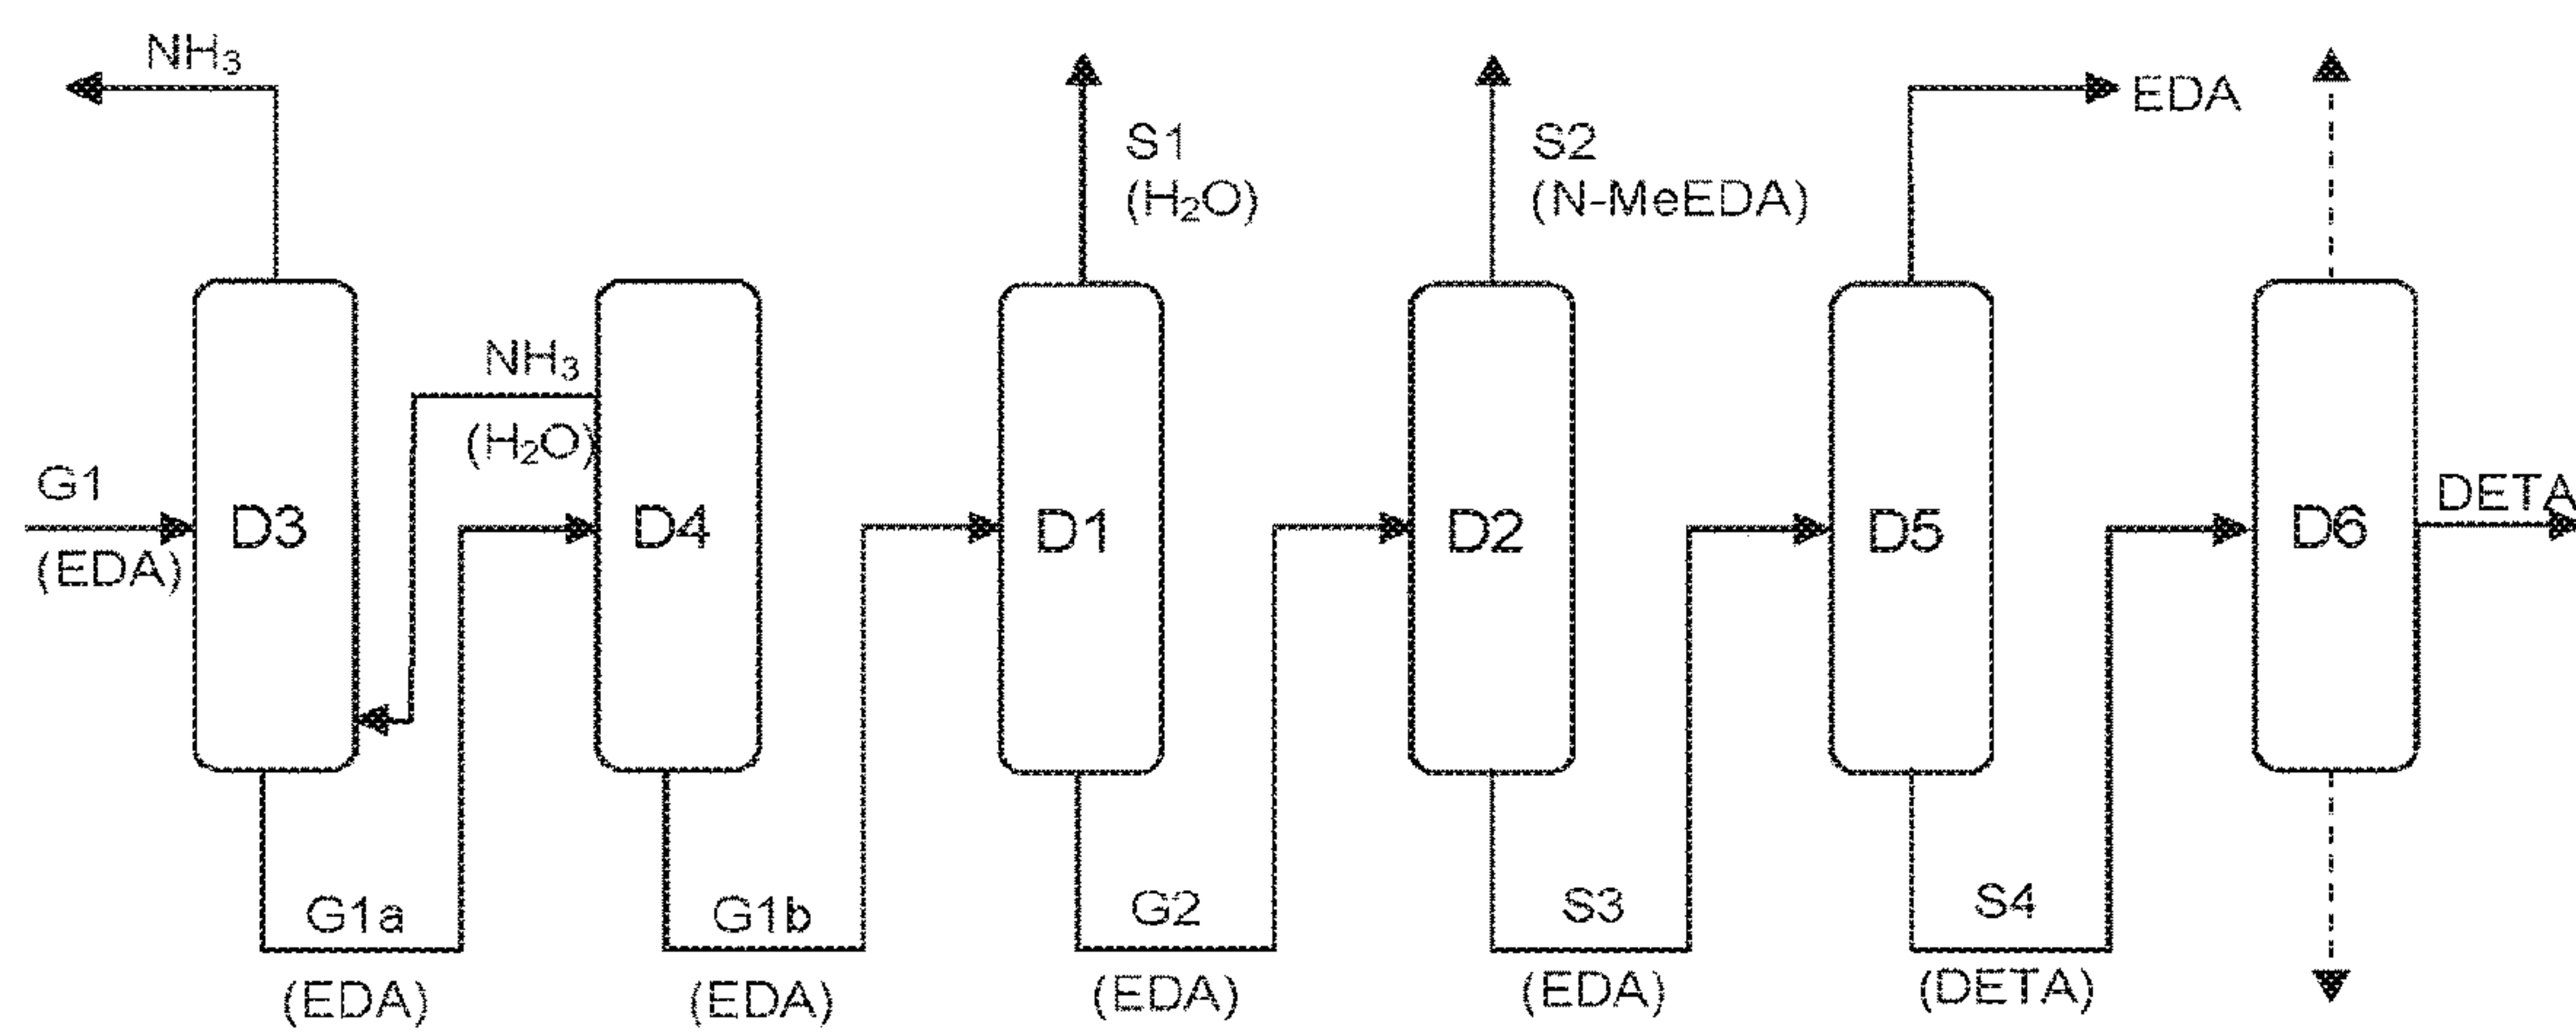 NH₃
EDA
S1
(H₂O)
S2
(N-MeEDA)
NH₃
(H₂O)
G1
(EDA)
D3
D4
D1
D2
D5
D6
DETA
G1a
(EDA)
G1b
(EDA)
G2
(EDA)
S3
(EDA)
S4
(DETA)